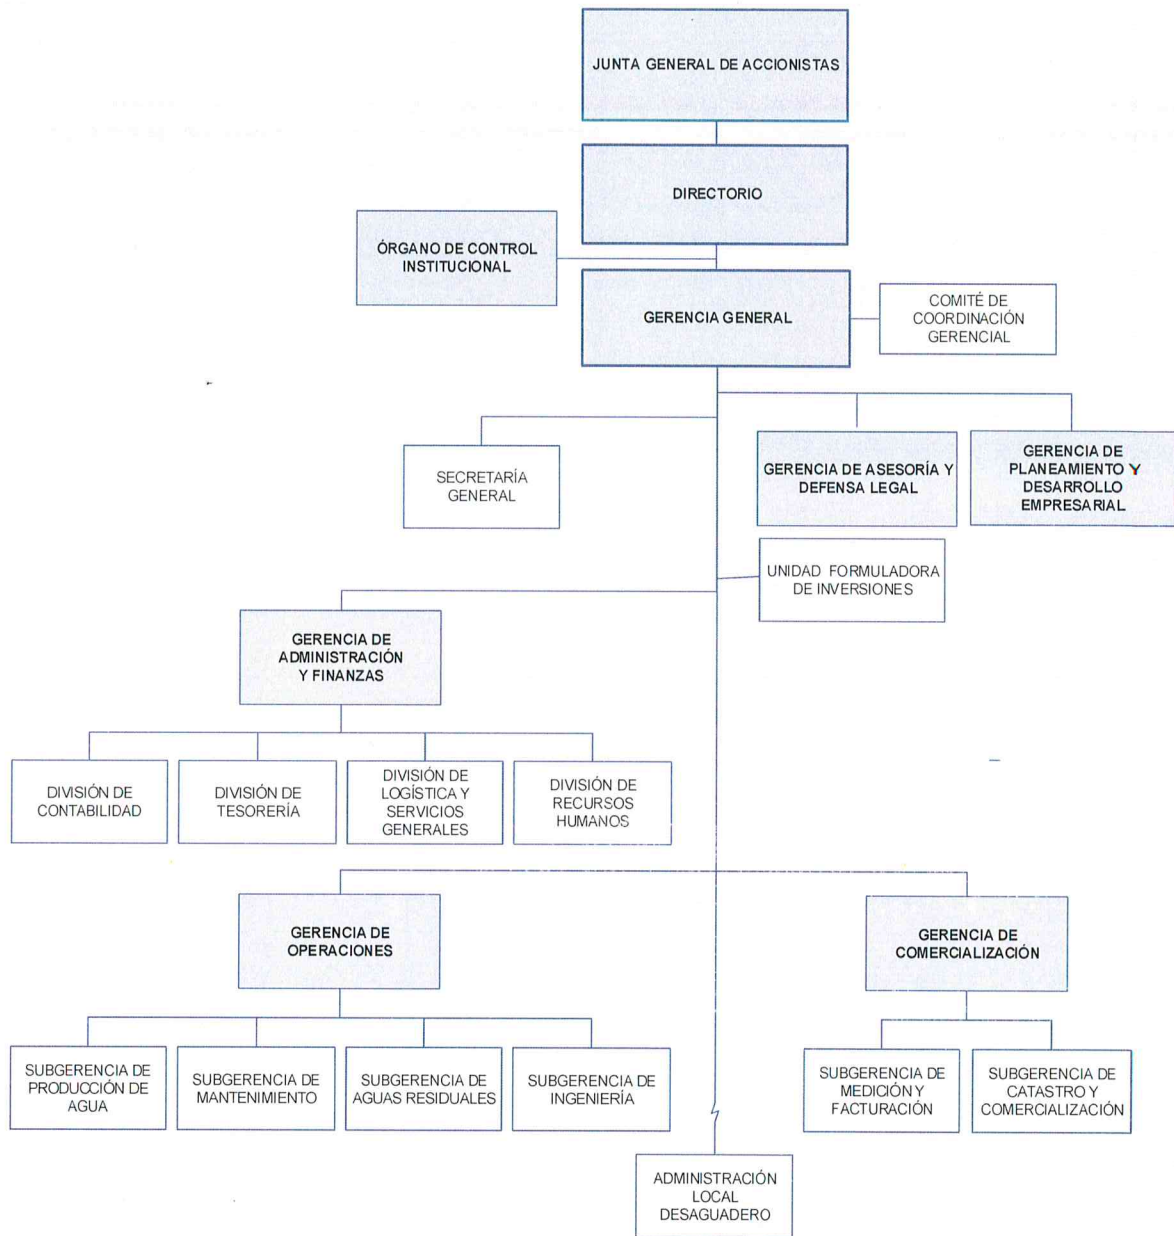 JUNTA GENERAL DE ACCIONISTAS
DIRECTORIO
ÓRGANO DE CONTROL
INSTITUCIONAL
GERENCIA GENERAL
COMITÉ DE
COORDINACIÓN
GERENCIAL
SECRETARÍA
GENERAL
GERENCIA DE ASESORÍA Y
DEFENSA LEGAL
GERENCIA DE
PLANEAMIENTO Y
DESARROLLO
EMPRESARIAL
UNIDAD FORMULADORA
DE INVERSIONES
GERENCIA DE
ADMINISTRACIÓN
Y FINANZAS
DIVISIÓN DE
CONTABILIDAD
DIVISIÓN DE
TESORERÍA
DIVISIÓN DE
LOGÍSTICA Y
SERVICIOS
GENERALES
DIVISIÓN DE
RECURSOS
HUMANOS
GERENCIA DE
OPERACIONES
GERENCIA DE
COMERCIALIZACIÓN
SUBGERENCIA DE
PRODUCCIÓN DE
AGUA
SUBGERENCIA DE
MANTENIMIENTO
SUBGERENCIA DE
AGUAS RESIDUALES
SUBGERENCIA DE
INGENIERÍA
SUBGERENCIA DE
MEDICIÓN Y
FACTURACIÓN
SUBGERENCIA DE
CATASTRO Y
COMERCIALIZACIÓN
ADMINISTRACIÓN
LOCAL
DESAGUADERO